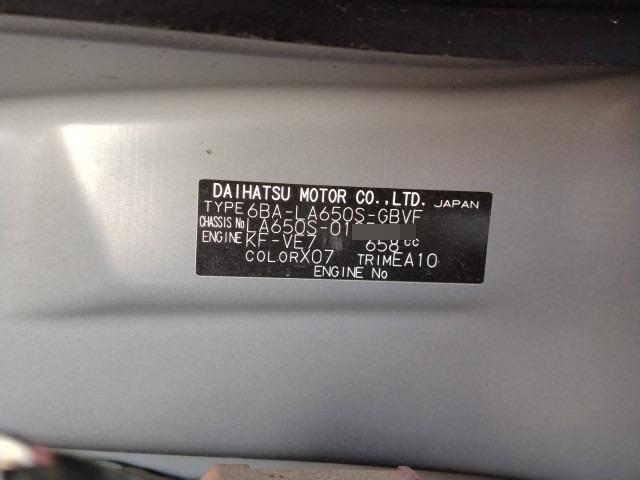 DAIHATSU MOTOR CO.,LTD. JAPAN
TYPE 6BA-LA650S-GBVF
CHASSIS No LA650S-01
ENGINE KF-VE7 658cc
COLOR X07 TRIM EA10
ENGINE No